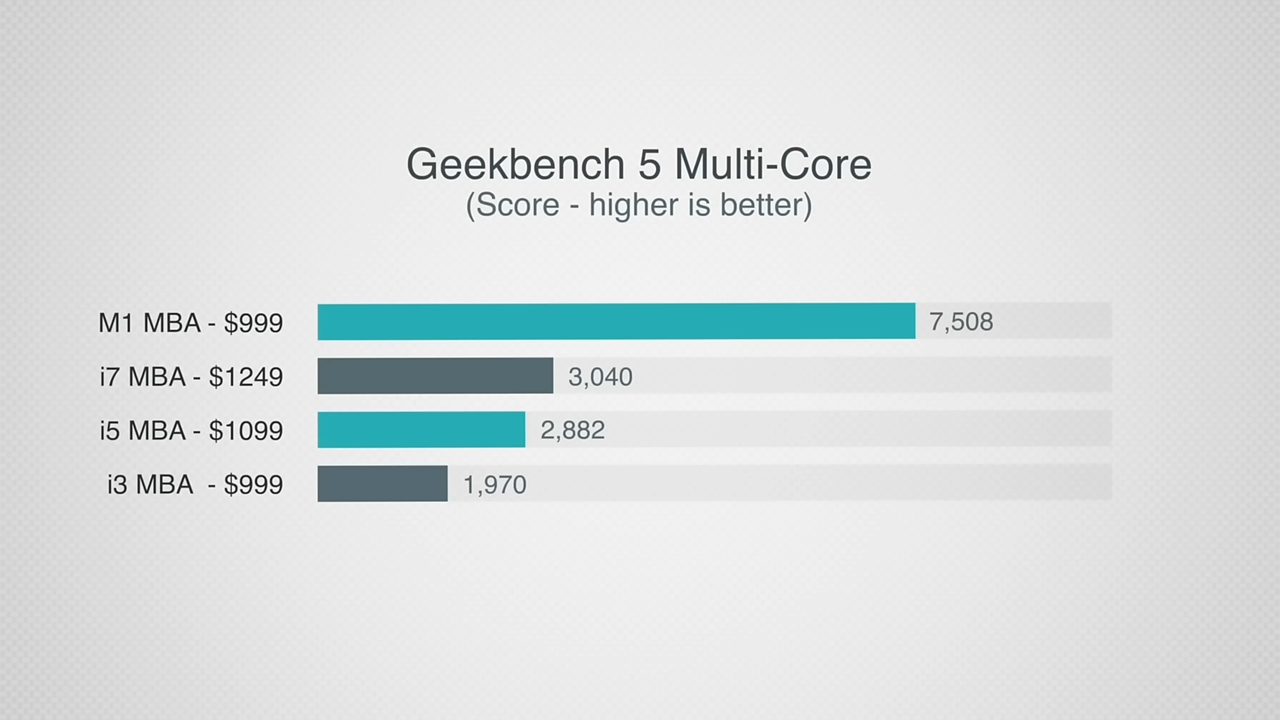 Geekbench 5 Multi-Core
(Score - higher is better)
M1 MBA - $999 7,508
i7 MBA - $1249 3,040
i5 MBA - $1099 2,882
i3 MBA - $999 1,970